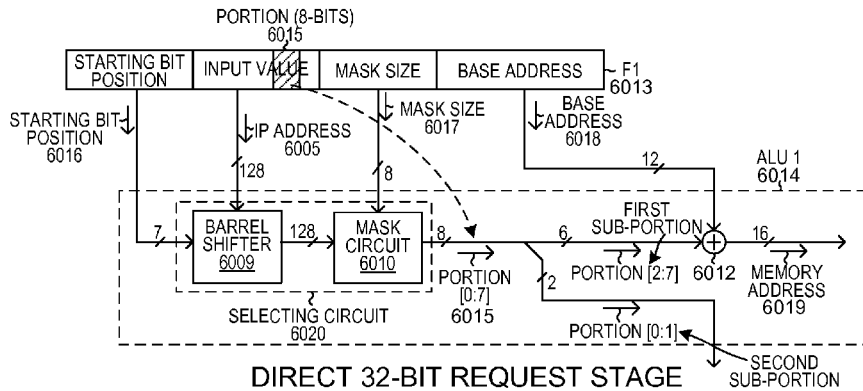 PORTION (8-BITS)
6015
STARTING BIT
POSITION
INPUT VALUE
MASK SIZE
BASE ADDRESS
F1
6013
STARTING BIT
POSITION
6016
IP ADDRESS
6005
MASK SIZE
6017
BASE
ADDRESS
6018
128
8
12
ALU 1
6014
7
BARREL
SHIFTER
6009
128
MASK
CIRCUIT
6010
8
PORTION
[0:7]
6015
6
FIRST
SUB-PORTION
PORTION [2:7]
6012
16
MEMORY
ADDRESS
6019
2
SELECTING CIRCUIT
6020
PORTION [0:1]
SECOND
SUB-PORTION
DIRECT 32-BIT REQUEST STAGE